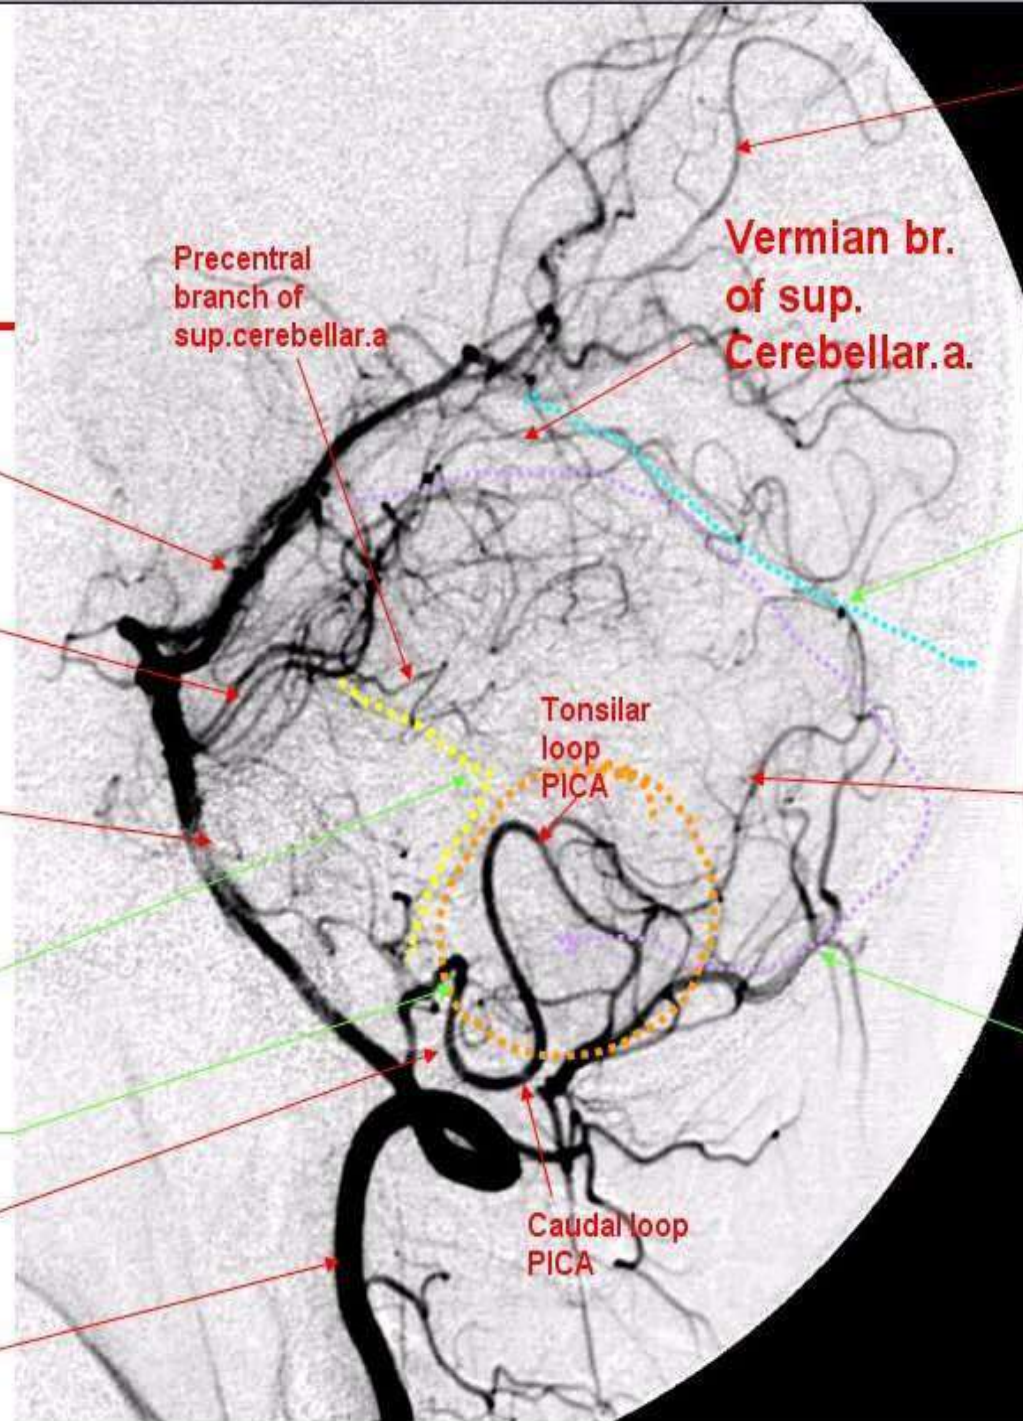 Precentral
branch of
sup.cerebellar.a
Vermian br.
of sup.
Cerebellar.a.
Tonsilar
loop
PICA
Caudal loop
PICA